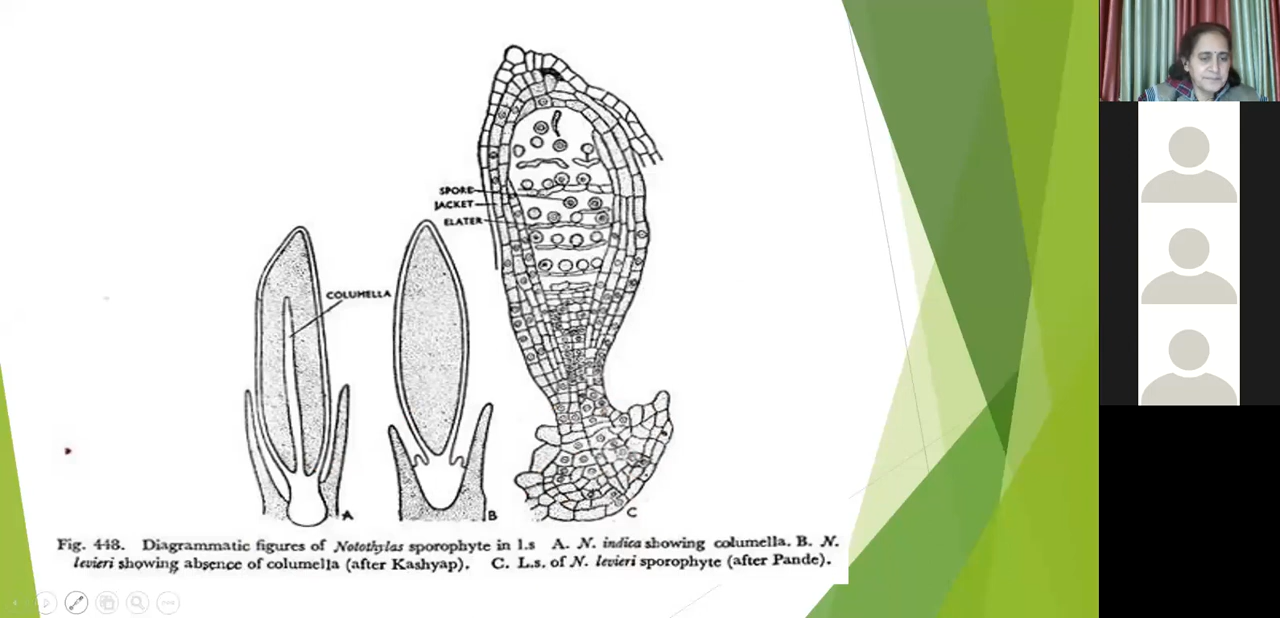 SPORE
JACKET
ELATER
COLUMELLA
A
B
C
Fig. 448. Diagrammatic figures of Notothylas sporophyte in l.s A. N. indica showing columella. B. N.
levieri showing absence of columella (after Kashyap). C. L.s. of N. levieri sporophyte (after Pande).